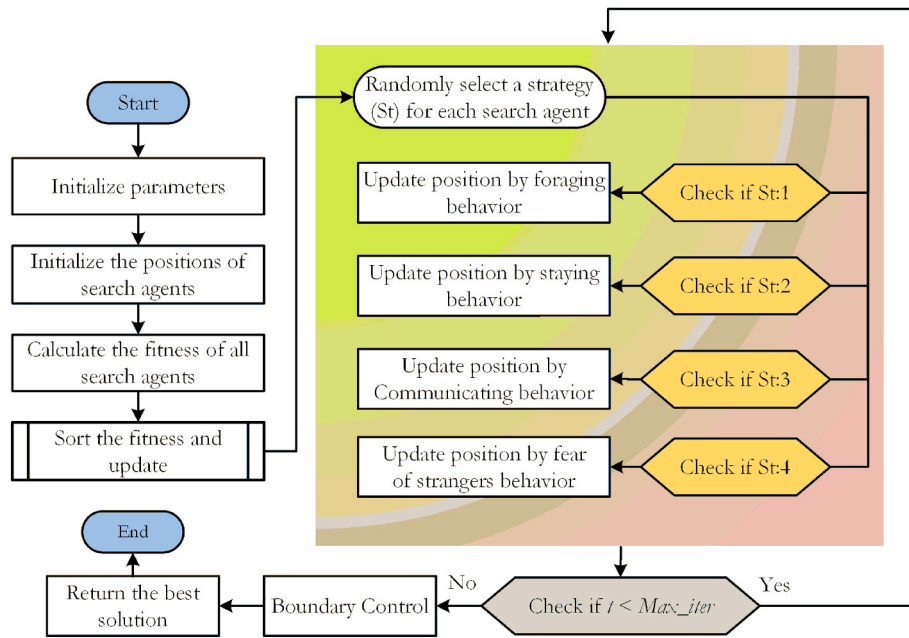 Start
Initialize parameters
Initialize the positions of
search agents
Calculate the fitness of all
search agents
Sort the fitness and
update
Randomly select a strategy
(St) for each search agent
Update position by foraging
behavior
Check if St:1
Update position by staying
behavior
Check if St:2
Update position by
Communicating behavior
Check if St:3
Update position by fear
of strangers behavior
Check if St:4
Check if t < Max_iter
Yes
No
Boundary Control
Return the best
solution
End